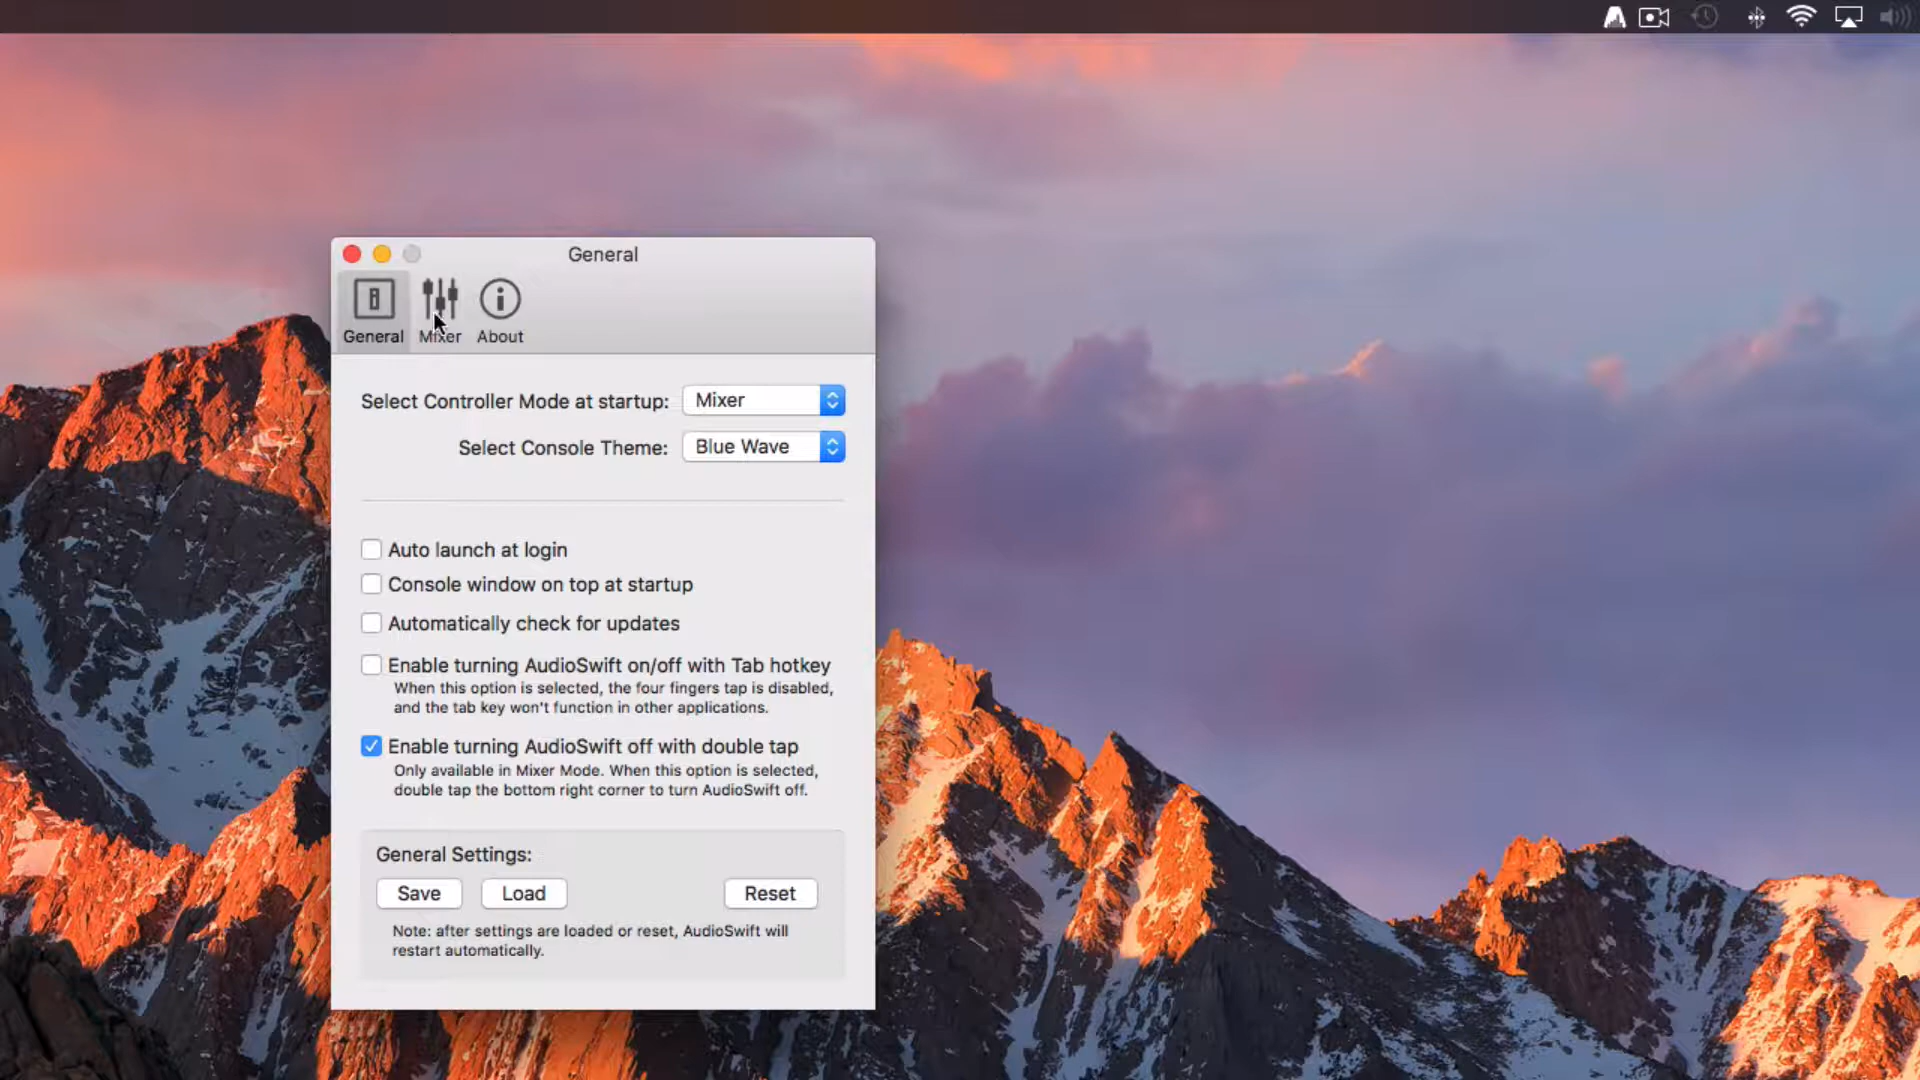 General
General Mixer About
Select Controller Mode at startup: Mixer
Select Console Theme: Blue Wave
Auto launch at login
Console window on top at startup
Automatically check for updates
Enable turning AudioSwift on/off with Tab hotkey
When this option is selected, the four fingers tap is disabled,
and the tab key won't function in other applications.
Enable turning AudioSwift off with double tap
Only available in Mixer Mode. When this option is selected,
double tap the bottom right corner to turn AudioSwift off.
General Settings:
Save Load Reset
Note: after settings are loaded or reset, AudioSwift will
restart automatically.